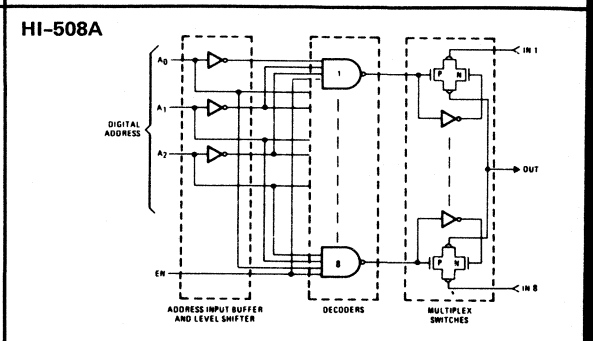 HI-508A
A0
A1
DIGITAL
ADDRESS
A2
EN
ADDRESS INPUT BUFFER
AND LEVEL SHIFTER
1
8
DECODERS
P N
P N
MULTIPLEX
SWITCHES
IN 1
OUT
IN 8